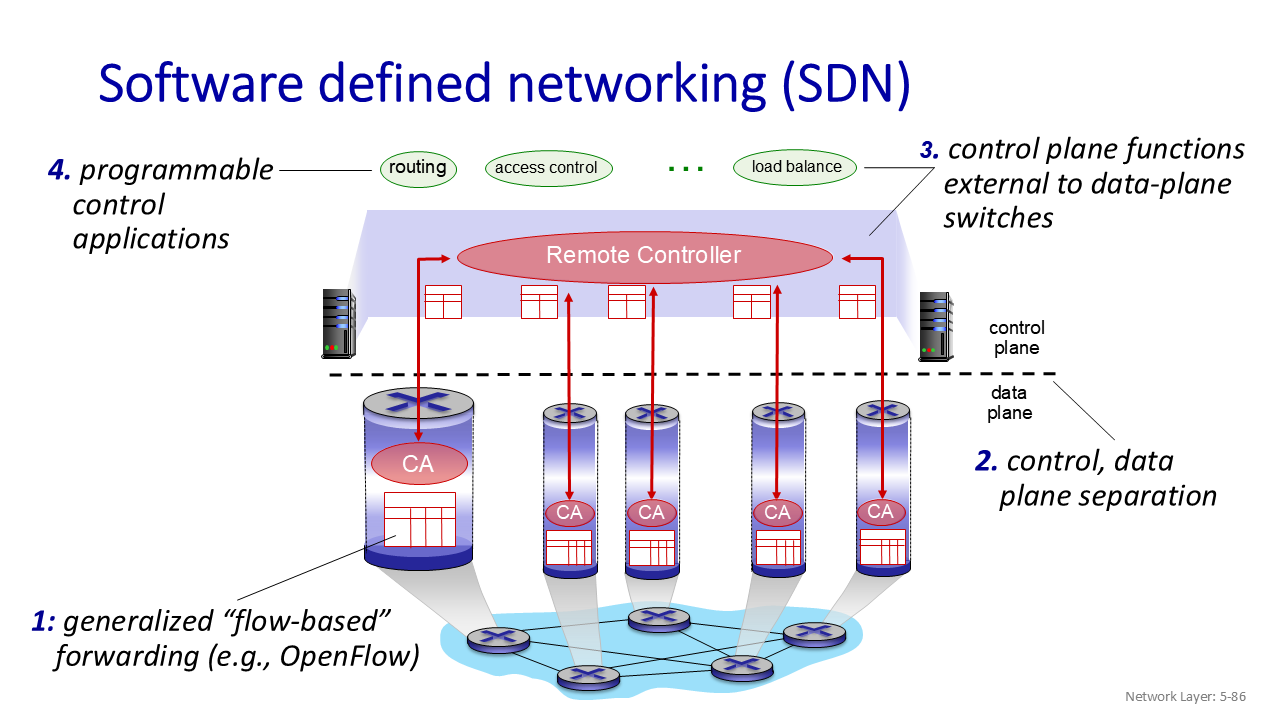 Software defined networking (SDN)
4. programmable
control
applications
routing
access control
...
load balance
3. control plane functions
external to data-plane
switches
Remote Controller
control
plane
data
plane
CA
CA
CA
CA
CA
2. control, data
plane separation
1: generalized “flow-based”
forwarding (e.g., OpenFlow)
Network Layer: 5-86